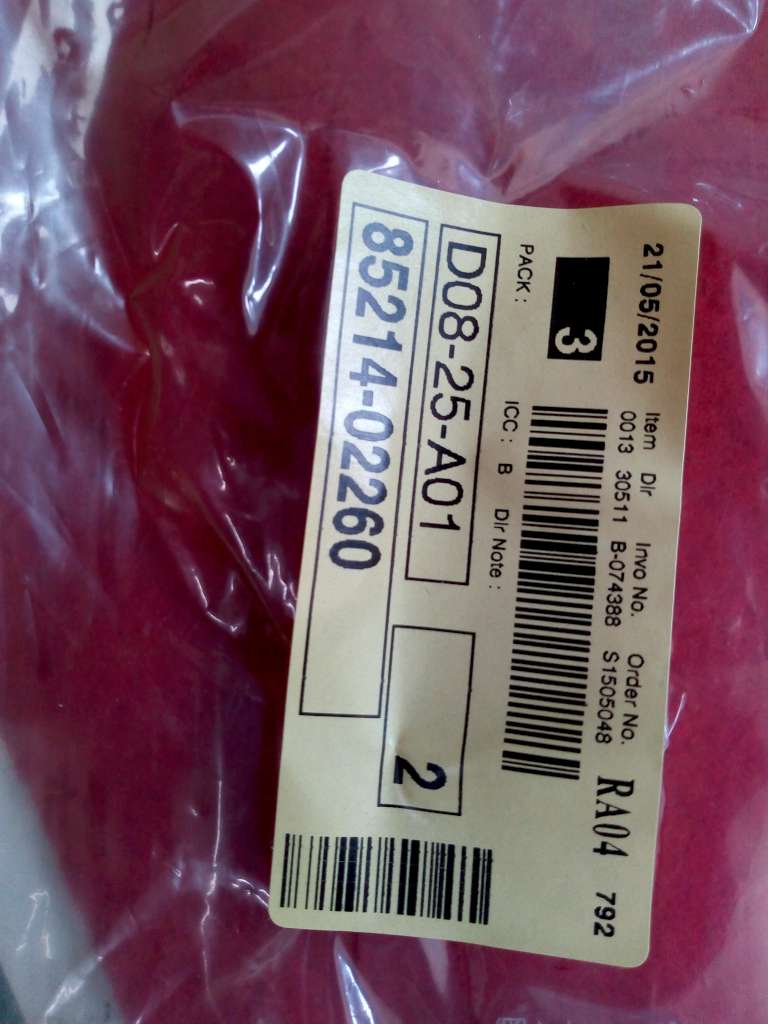 21/05/2015 Item Dlr Invo No. Order No. RA04 792
0013 30511 B-074388 S1505048
3
PACK : ICC : B Dlr Note :
D08-25-A01 2
85214-02260